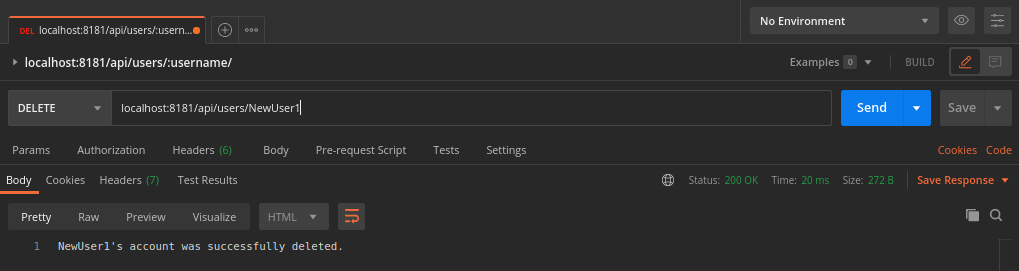 DEL localhost:8181/api/users/:usern...
No Environment
localhost:8181/api/users/:username/
Examples 0
BUILD
DELETE
localhost:8181/api/users/NewUser1
Send
Save
Params Authorization Headers (6) Body Pre-request Script Tests Settings Cookies Code
Body Cookies Headers (7) Test Results Status: 200 OK Time: 20 ms Size: 272 B Save Response
Pretty Raw Preview Visualize HTML
1 NewUser1's account was successfully deleted.